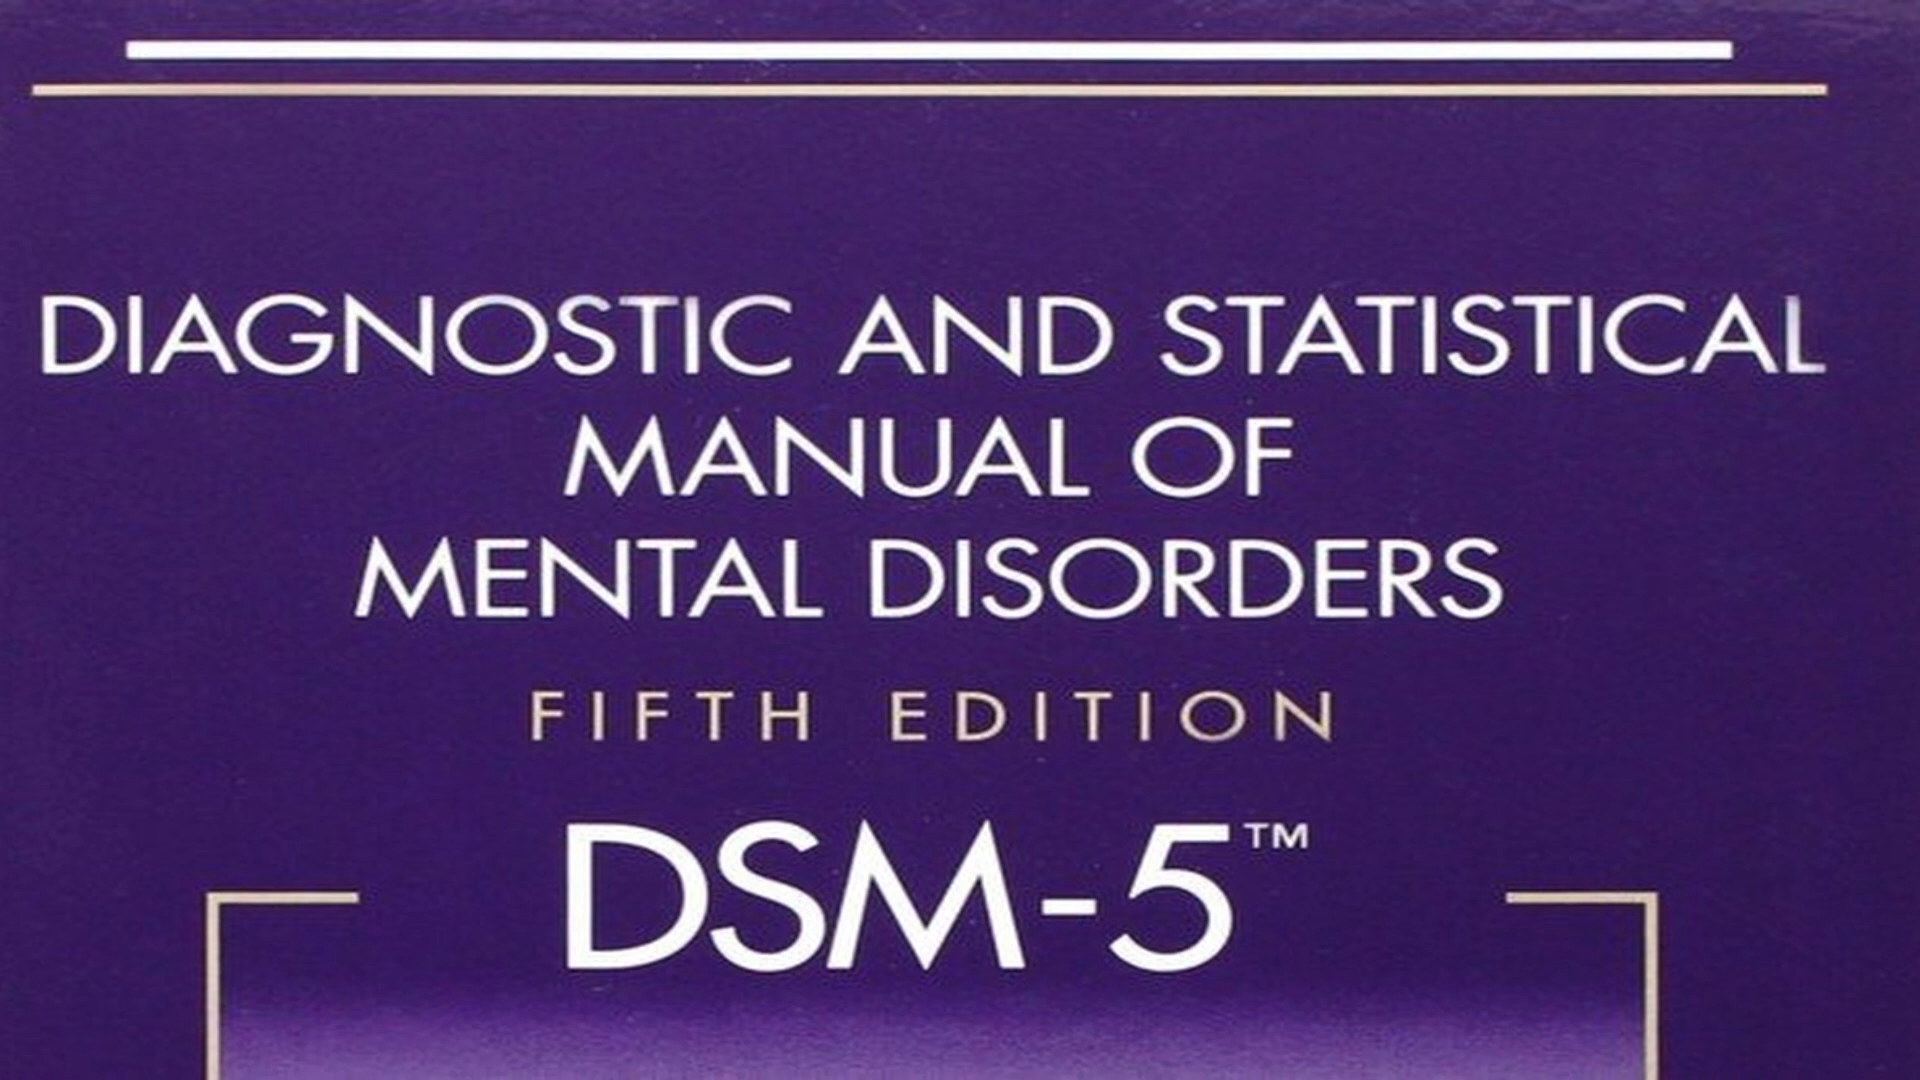 DIAGNOSTIC AND STATISTICAL
MANUAL OF
MENTAL DISORDERS
FIFTH EDITION
DSM-5™